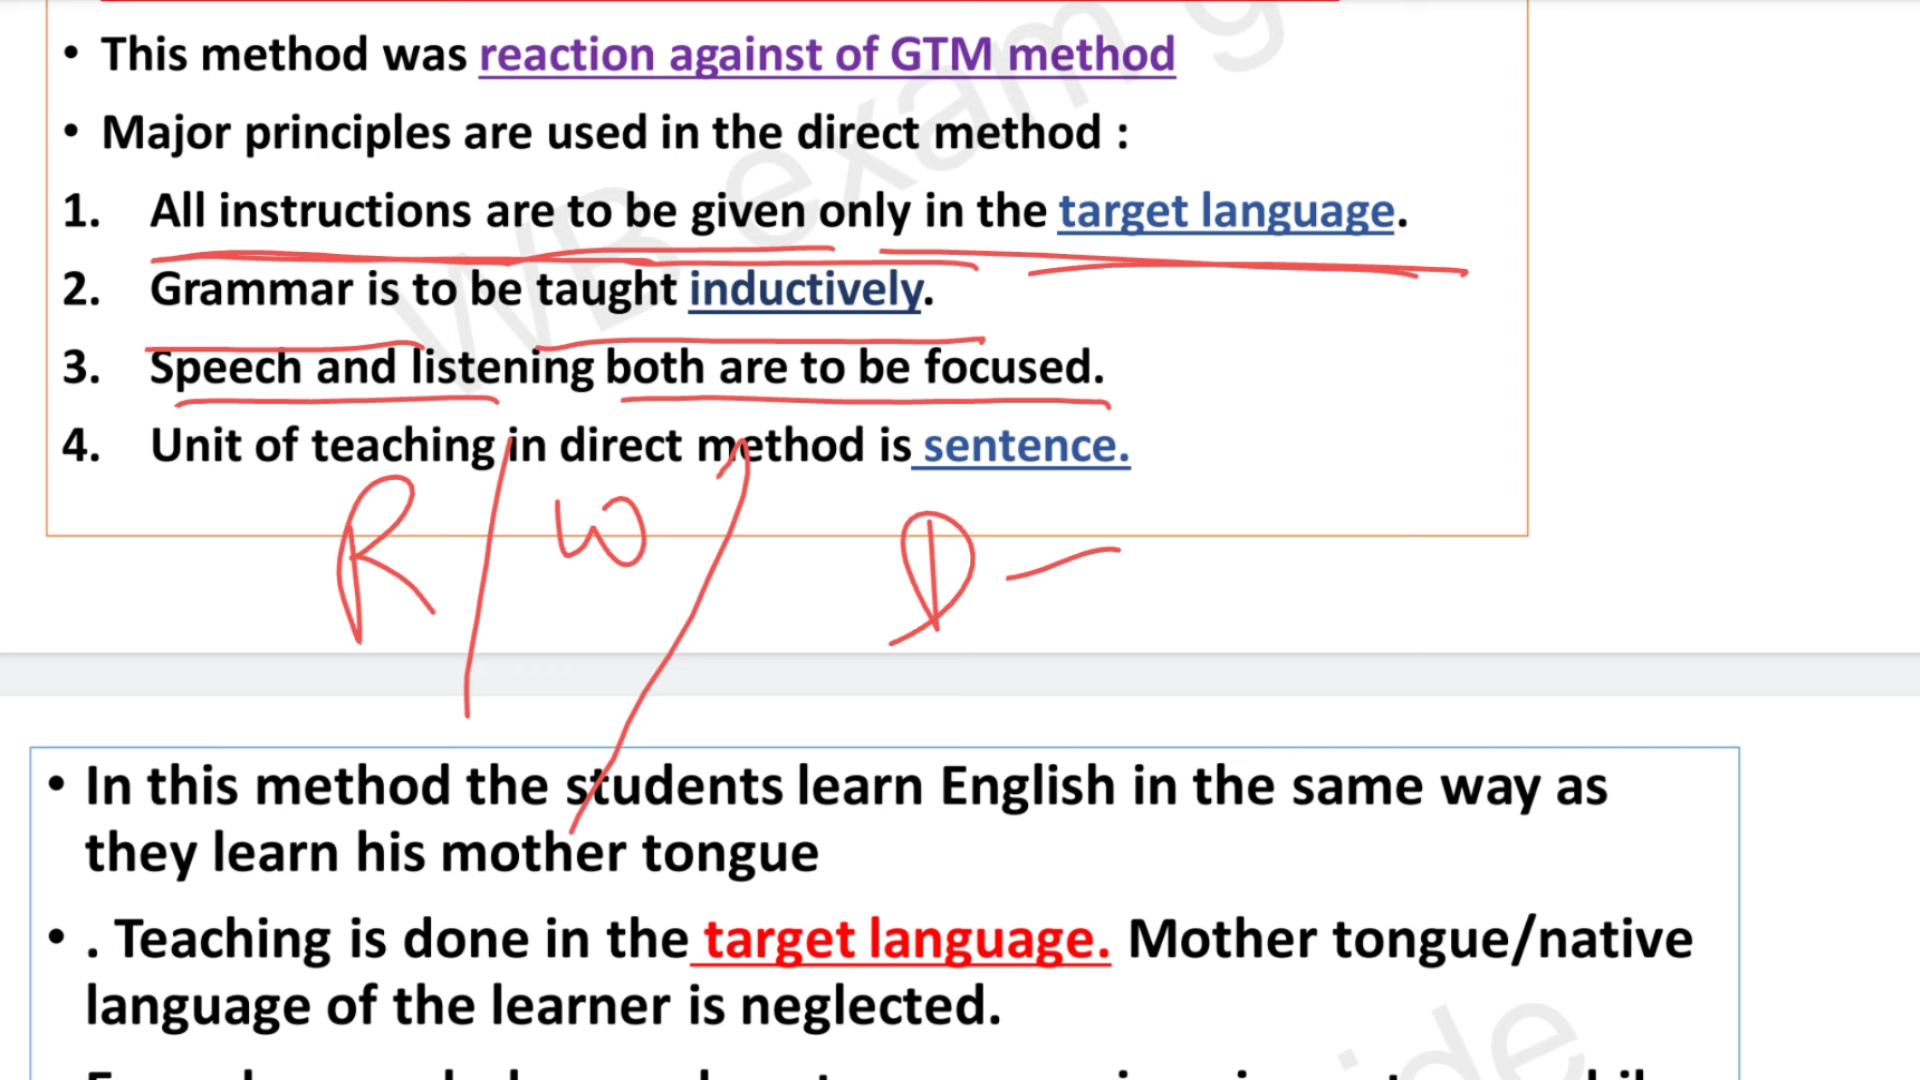 • This method was reaction against of GTM method
• Major principles are used in the direct method :
1. All instructions are to be given only in the target language.
2. Grammar is to be taught inductively.
3. Speech and listening both are to be focused.
4. Unit of teaching in direct method is sentence.
R / W / D —
• In this method the students learn English in the same way as
they learn his mother tongue
• . Teaching is done in the target language. Mother tongue/native
language of the learner is neglected.
WB exam g
ide